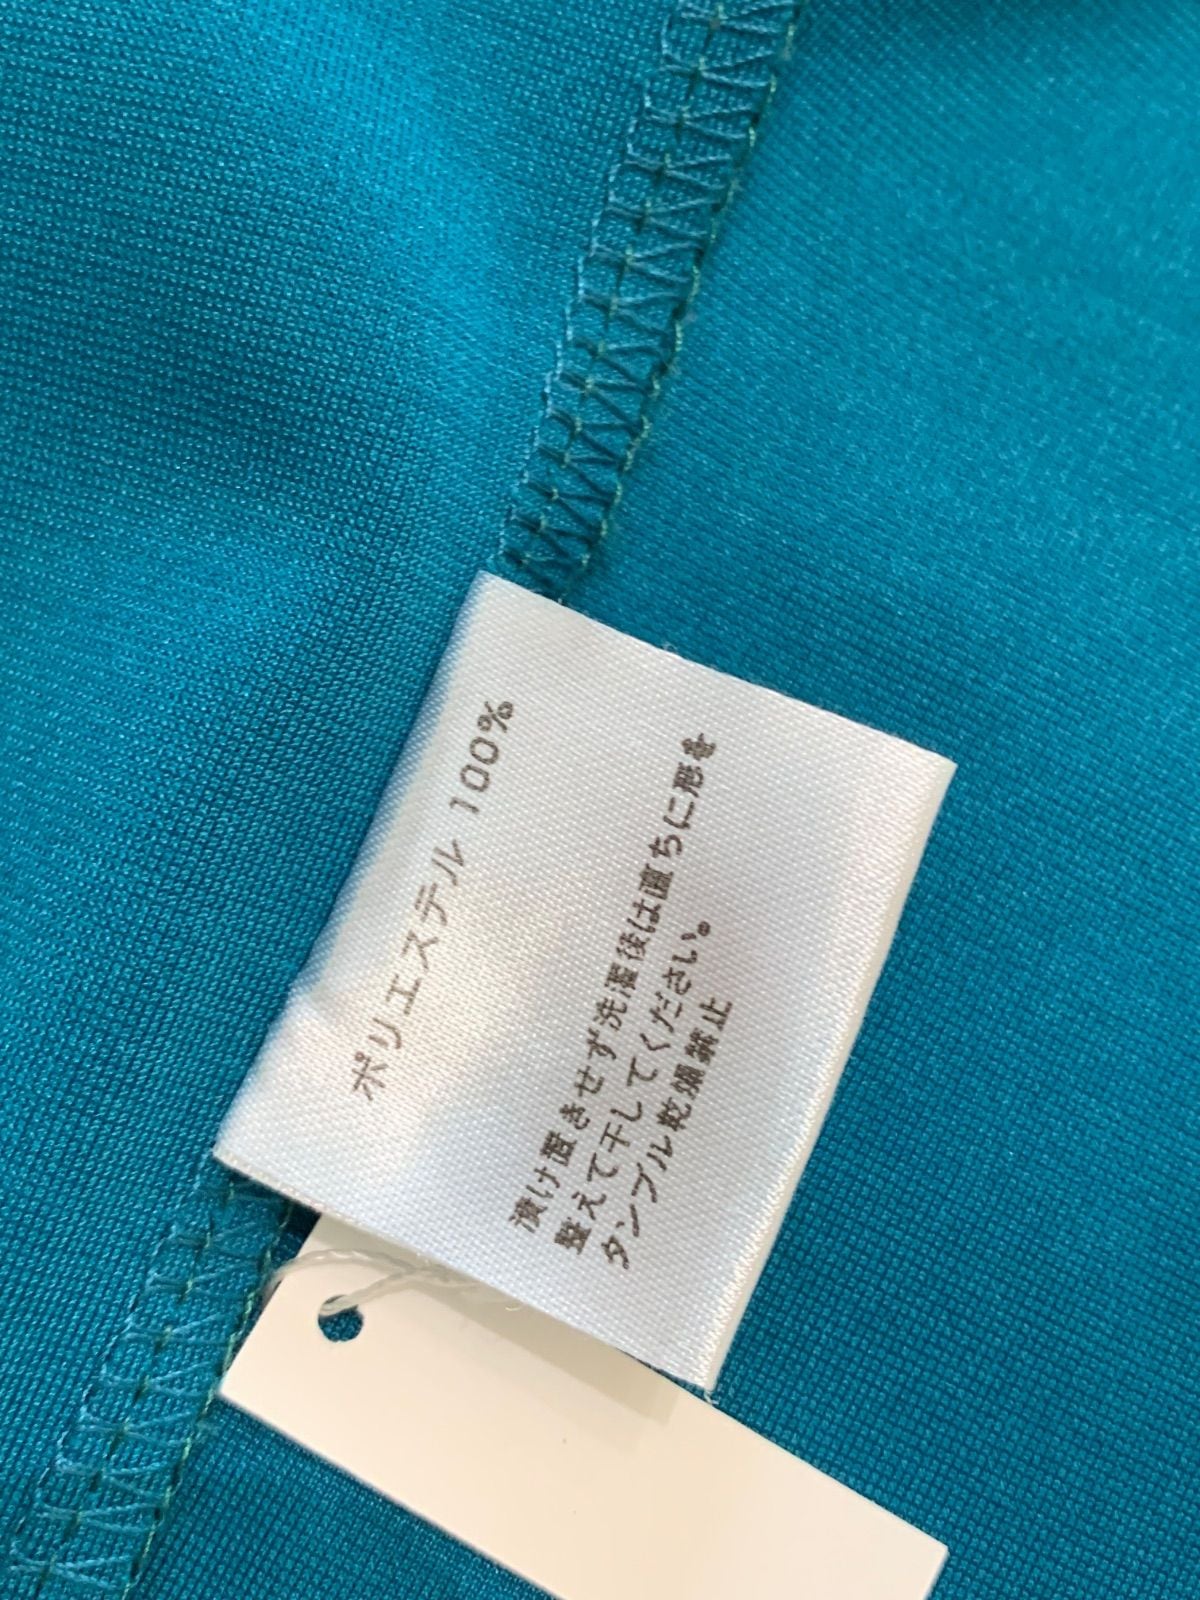 ポリエステル 100%
漬け置きせず洗濯後は直ちに形を
整えて干してください。
タンブル乾燥禁止